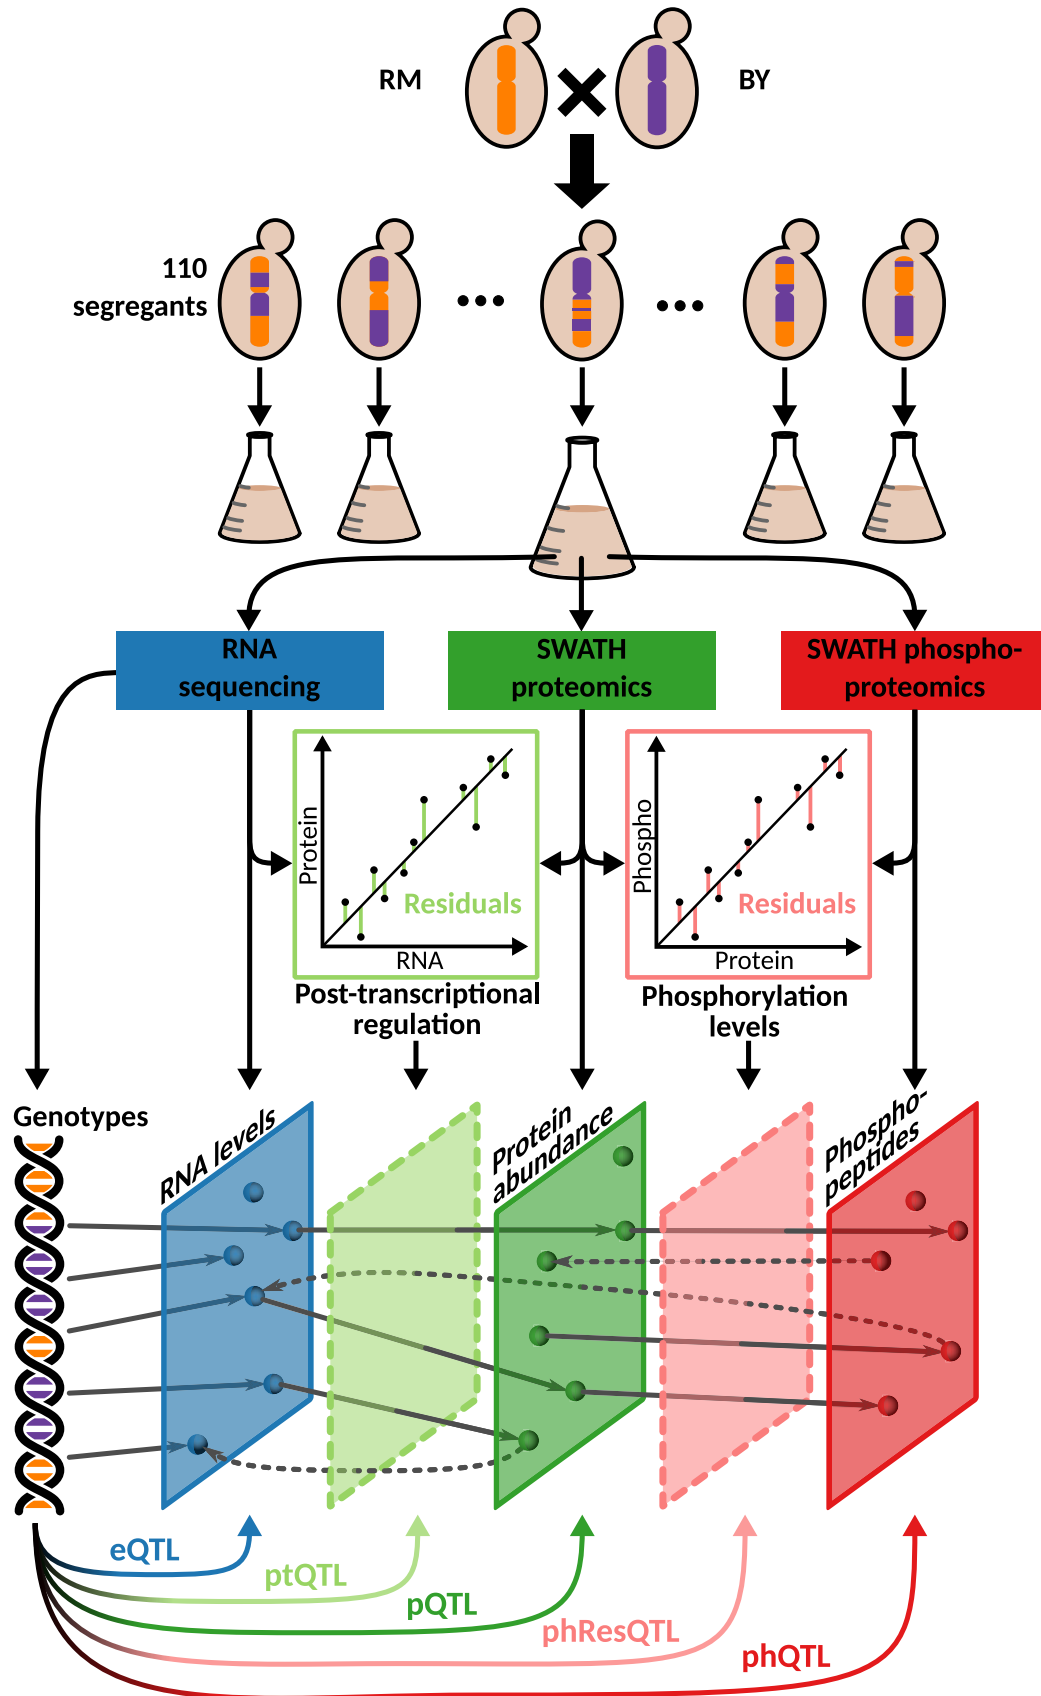 RM
BY
110
segregants
RNA
sequencing
SWATH
proteomics
SWATH phospho-
proteomics
Protein
Residuals
RNA
Phospho
Residuals
Protein
Post-transcriptional
regulation
Phosphorylation
levels
Genotypes
RNA levels
Protein
abundance
Phospho-
peptides
eQTL
ptQTL
pQTL
phResQTL
phQTL